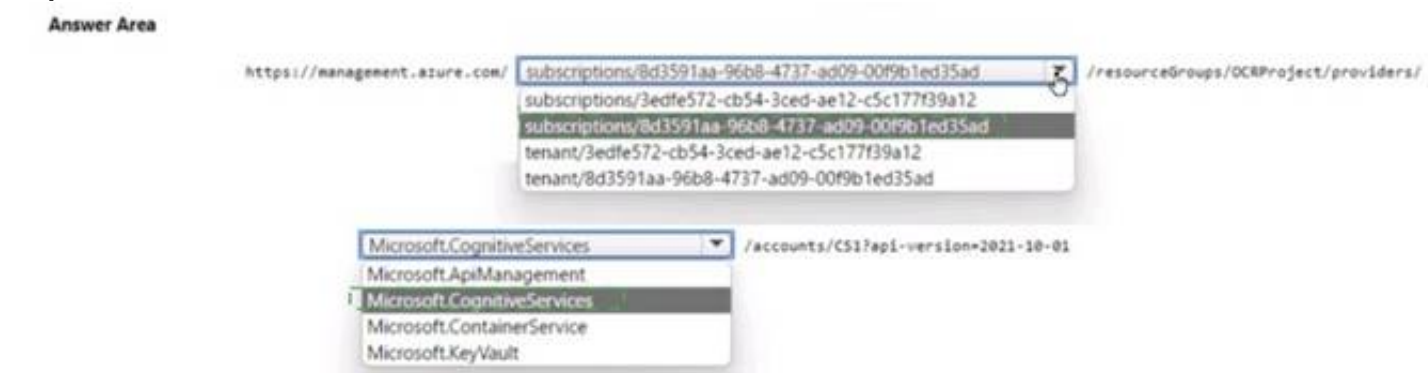 Answer Area
https://management.azure.com/ subscriptions/8d3591aa-96b8-4737-ad09-00f9b1ed35ad /resourceGroups/OCRProject/providers/
subscriptions/3edfe572-cb54-3ced-ae12-c5c177f39a12
subscriptions/8d3591aa-96b8-4737-ad09-00f9b1ed35ad
tenant/3edfe572-cb54-3ced-ae12-c5c177f39a12
tenant/8d3591aa-96b8-4737-ad09-00f9b1ed35ad
Microsoft.CognitiveServices /accounts/CS1?api-version=2021-10-01
Microsoft.ApiManagement
Microsoft.CognitiveServices
Microsoft.ContainerService
Microsoft.KeyVault